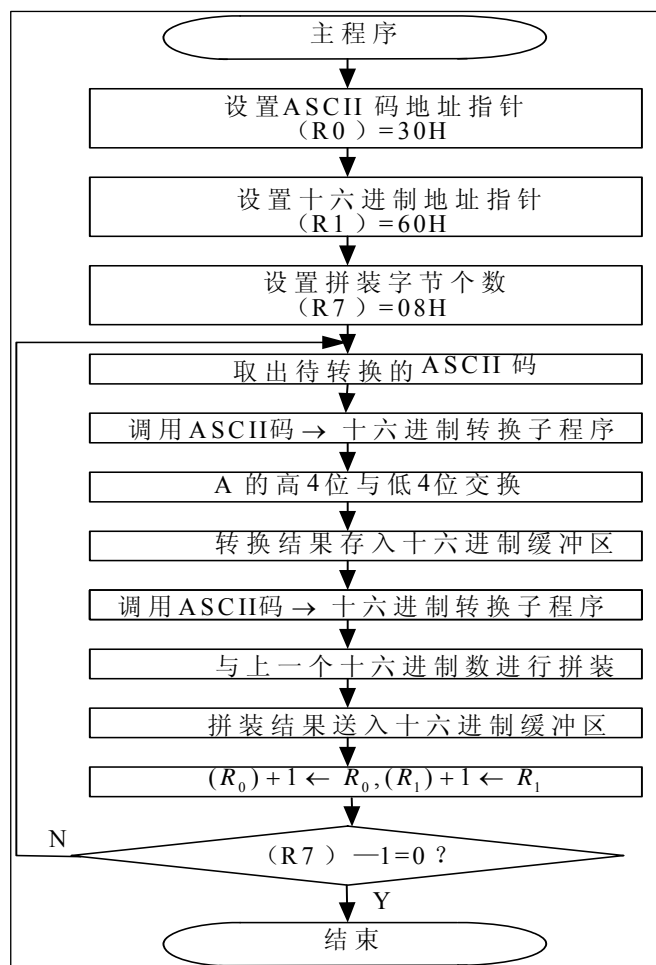 主程序
设置ASCII 码地址指针
（R0）=30H
设置十六进制地址指针
（R1）=60H
设置拼装字节个数
（R7）=08H
取出待转换的ASCII 码
调用ASCII码→ 十六进制转换子程序
A 的高4位与低4位交换
转换结果存入十六进制缓冲区
调用ASCII码→ 十六进制转换子程序
与上一个十六进制数进行拼装
拼装结果送入十六进制缓冲区
(R₀)+1 ← R₀,(R₁)+1 ← R₁
N
（R7）—1=0 ?
Y
结束